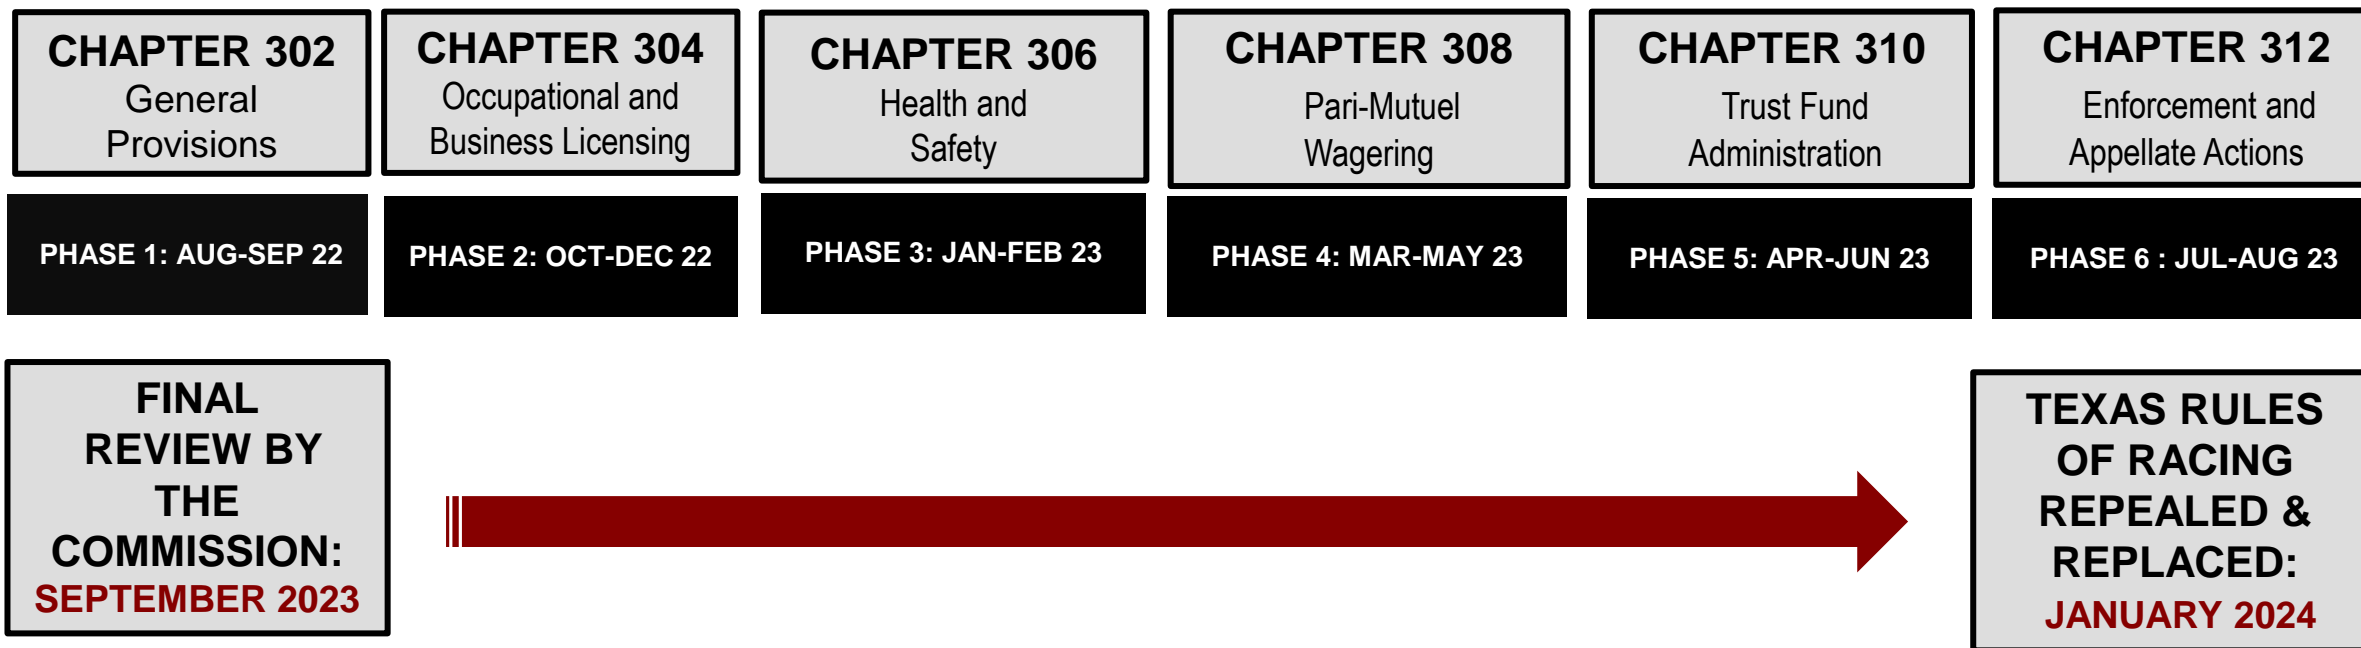 CHAPTER 302
General
Provisions
CHAPTER 304
Occupational and
Business Licensing
CHAPTER 306
Health and
Safety
CHAPTER 308
Pari-Mutuel
Wagering
CHAPTER 310
Trust Fund
Administration
CHAPTER 312
Enforcement and
Appellate Actions
PHASE 1: AUG-SEP 22
PHASE 2: OCT-DEC 22
PHASE 3: JAN-FEB 23
PHASE 4: MAR-MAY 23
PHASE 5: APR-JUN 23
PHASE 6 : JUL-AUG 23
FINAL
REVIEW BY
THE
COMMISSION:
SEPTEMBER 2023
TEXAS RULES
OF RACING
REPEALED &
REPLACED:
JANUARY 2024